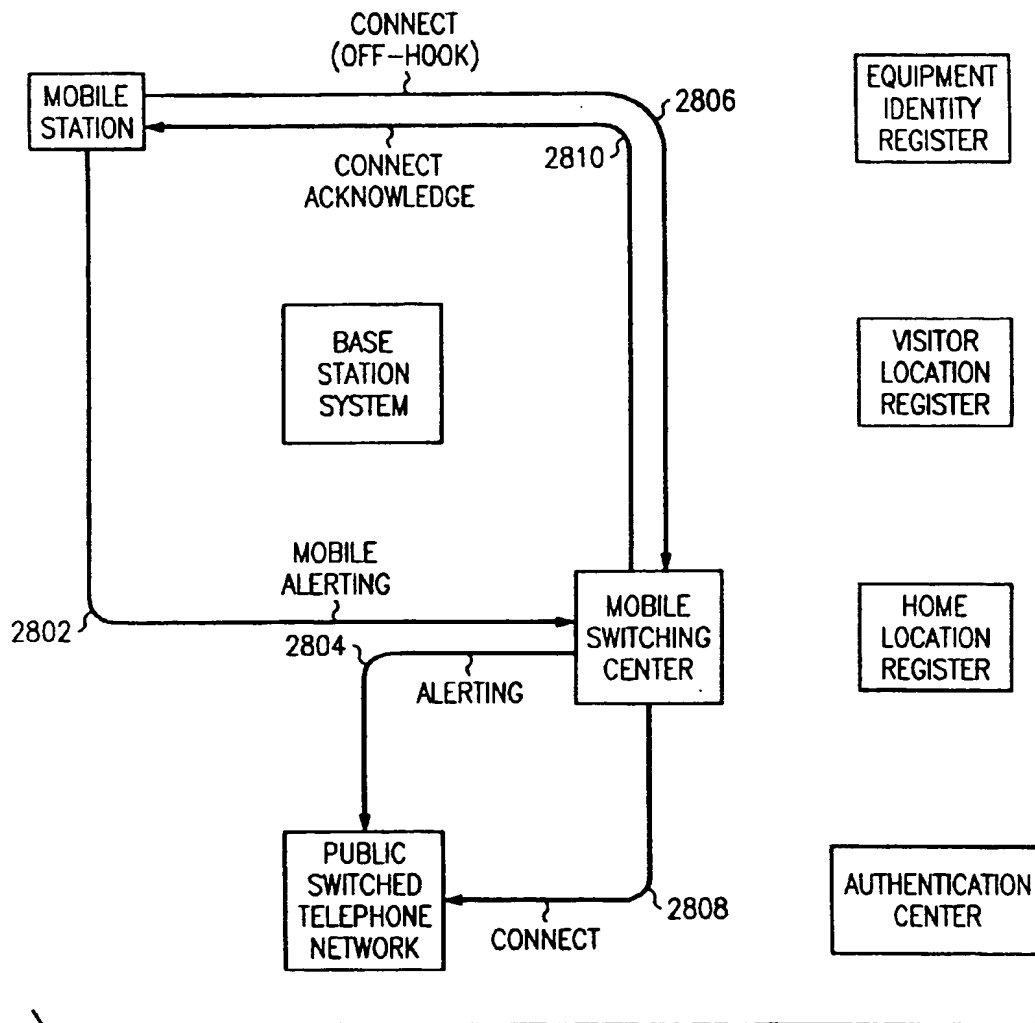 CONNECT
(OFF-HOOK)
MOBILE
STATION
2806
EQUIPMENT
IDENTITY
REGISTER
2810
CONNECT
ACKNOWLEDGE
BASE
STATION
SYSTEM
VISITOR
LOCATION
REGISTER
MOBILE
ALERTING
2802
2804
MOBILE
SWITCHING
CENTER
HOME
LOCATION
REGISTER
ALERTING
PUBLIC
SWITCHED
TELEPHONE
NETWORK
CONNECT
2808
AUTHENTICATION
CENTER